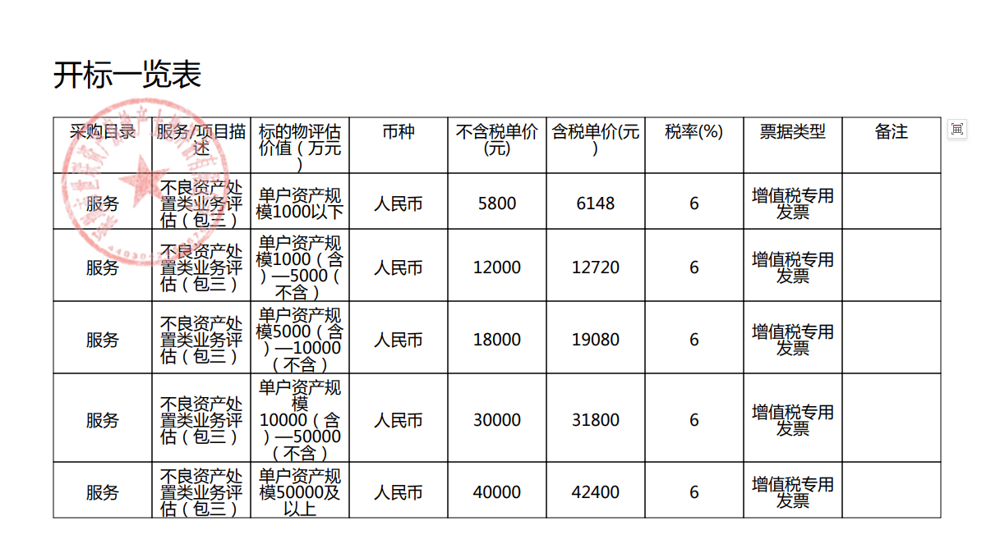 开标一览表
采购目录 服务/项目描 标的物评估 币种 不含税单价 含税单价(元 税率(%) 票据类型 备注
述 价值（万元 (元) )
）
服务 不良资产处 单户资产规 人民币 5800 6148 6 增值税专用
置类业务评 模1000以下 发票
估（包三）
服务 不良资产处 单户资产规 人民币 12000 12720 6 增值税专用
置类业务评 模1000（含 发票
估（包三） ）—5000（
不含）
服务 不良资产处 单户资产规 人民币 18000 19080 6 增值税专用
置类业务评 模5000（含 发票
估（包三） ）—10000
（不含）
服务 不良资产处 单户资产规 人民币 30000 31800 6 增值税专用
置类业务评 模 发票
估（包三） 10000（含
）—50000
（不含）
服务 不良资产处 单户资产规 人民币 40000 42400 6 增值税专用
置类业务评 模50000及 发票
估（包三） 以上